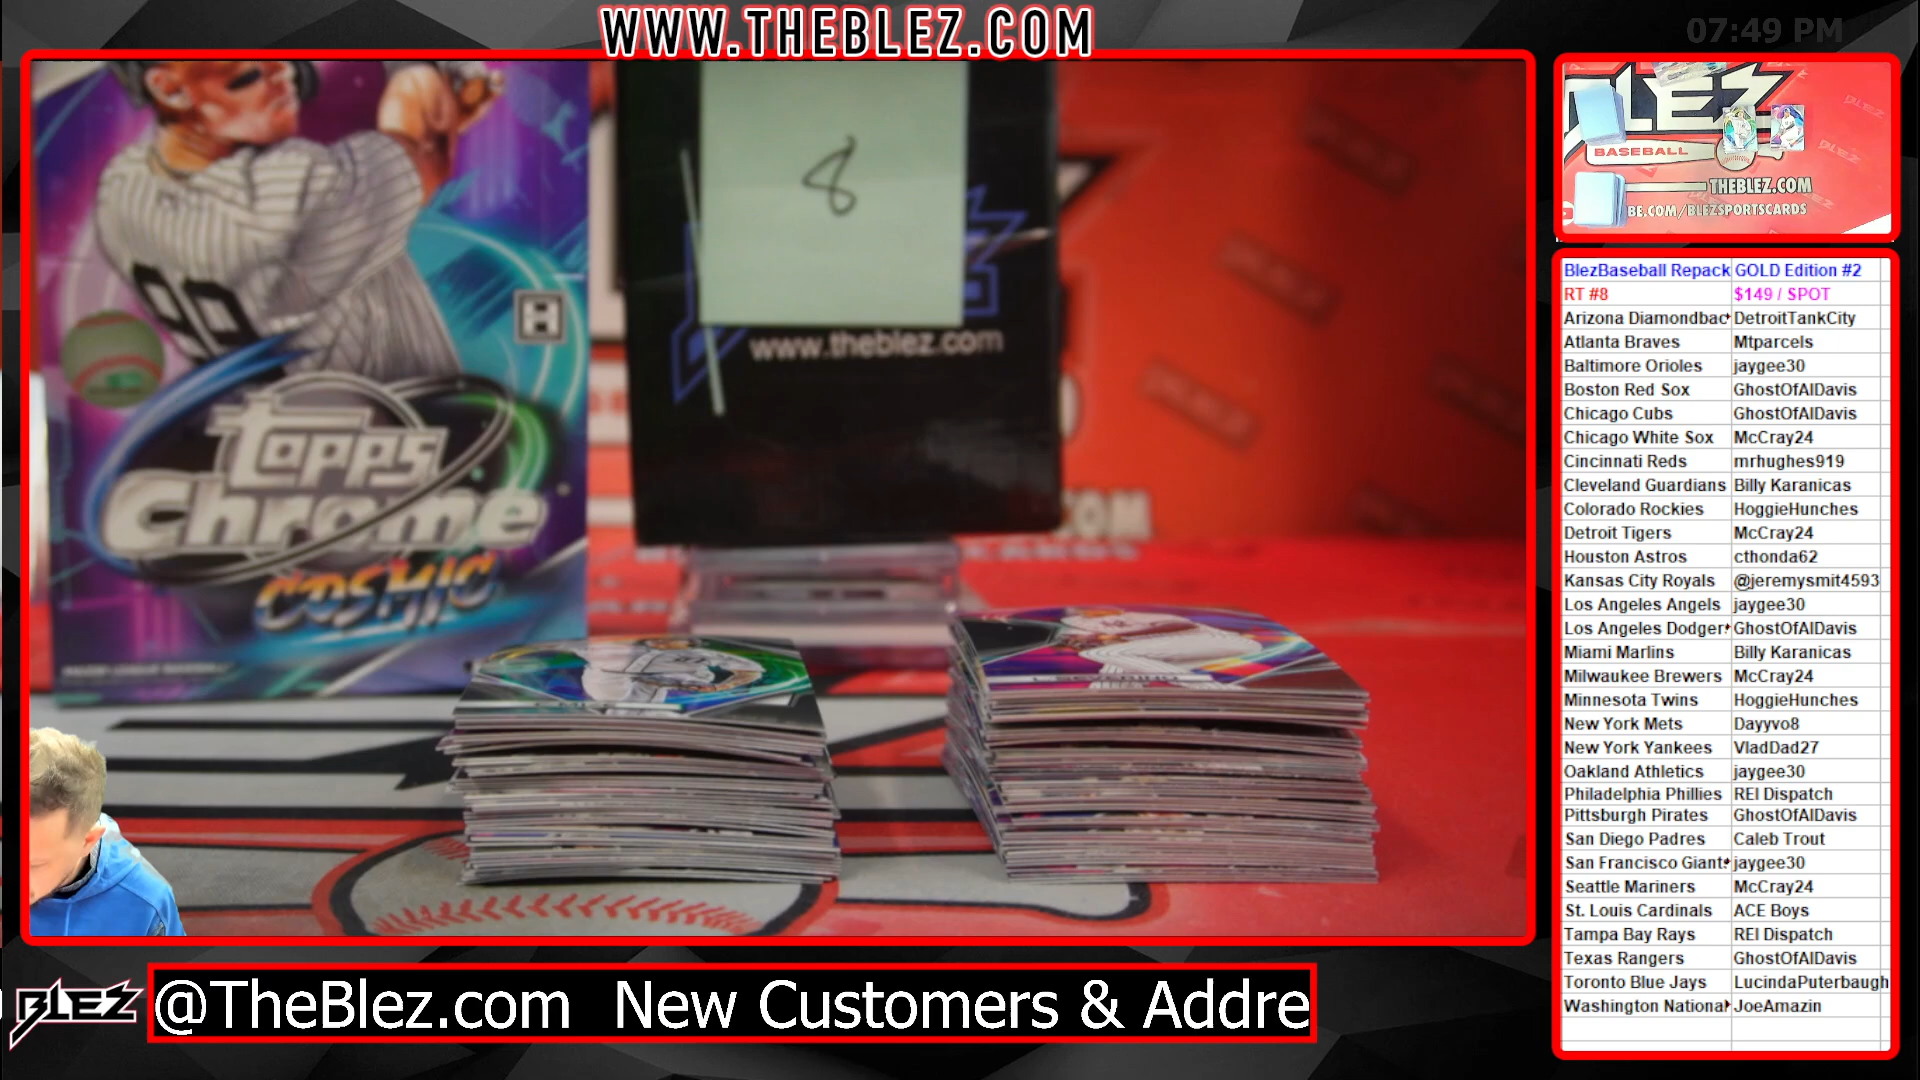 WWW.THEBLEZ.COM
07:49 PM
8
www.theblez.com
99
H
topps
Chrome
COSMIC
BLEZ
BASEBALL
THEBLEZ.COM
BE.COM/BLEZSPORTSCARDS
BlezBaseball Repack GOLD Edition #2
RT #8 $149 / SPOT
Arizona Diamondbac DetroitTankCity
Atlanta Braves Mtparcels
Baltimore Orioles jaygee30
Boston Red Sox GhostOfAlDavis
Chicago Cubs GhostOfAlDavis
Chicago White Sox McCray24
Cincinnati Reds mrhughes919
Cleveland Guardians Billy Karanicas
Colorado Rockies HoggieHunches
Detroit Tigers McCray24
Houston Astros cthonda62
Kansas City Royals @jeremysmit4593
Los Angeles Angels jaygee30
Los Angeles Dodger GhostOfAlDavis
Miami Marlins Billy Karanicas
Milwaukee Brewers McCray24
Minnesota Twins HoggieHunches
New York Mets Dayyvo8
New York Yankees VladDad27
Oakland Athletics jaygee30
Philadelphia Phillies REI Dispatch
Pittsburgh Pirates GhostOfAlDavis
San Diego Padres Caleb Trout
San Francisco Giant jaygee30
Seattle Mariners McCray24
St. Louis Cardinals ACE Boys
Tampa Bay Rays REI Dispatch
Texas Rangers GhostOfAlDavis
Toronto Blue Jays LucindaPuterbaugh
Washington Nationa JoeAmazin
BLEZ
@TheBlez.com New Customers & Addre